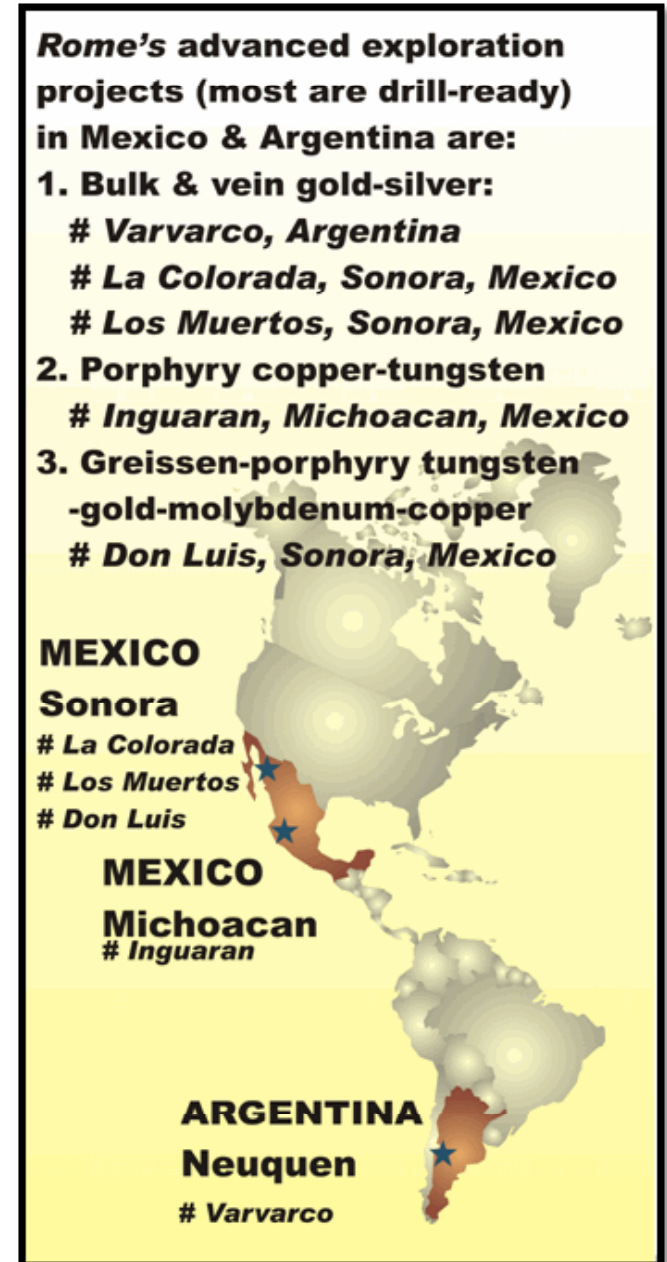 Rome's advanced exploration
projects (most are drill-ready)
in Mexico & Argentina are:
1. Bulk & vein gold-silver:
# Varvarco, Argentina
# La Colorada, Sonora, Mexico
# Los Muertos, Sonora, Mexico
2. Porphyry copper-tungsten
# Inguaran, Michoacan, Mexico
3. Greissen-porphyry tungsten
-gold-molybdenum-copper
# Don Luis, Sonora, Mexico
MEXICO
Sonora
# La Colorada
# Los Muertos
# Don Luis
MEXICO
Michoacan
# Inguaran
ARGENTINA
Neuquen
# Varvarco